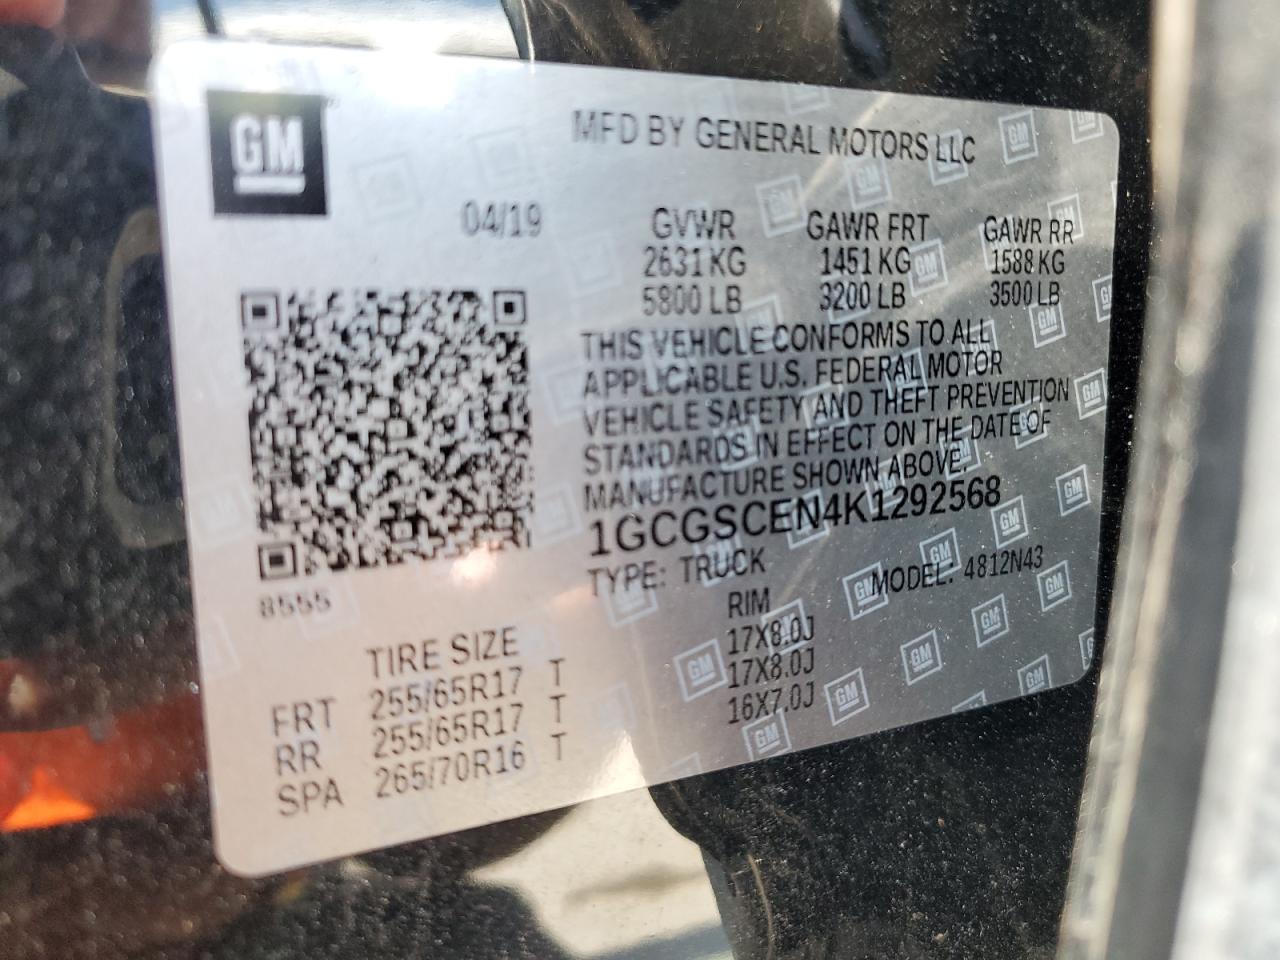 GM
MFD BY GENERAL MOTORS LLC
04/19
GVWR GAWR FRT GAWR RR
2631 KG 1451 KG 1588 KG
5800 LB 3200 LB 3500 LB
THIS VEHICLE CONFORMS TO ALL
APPLICABLE U.S. FEDERAL MOTOR
VEHICLE SAFETY AND THEFT PREVENTION
STANDARDS IN EFFECT ON THE DATE OF
MANUFACTURE SHOWN ABOVE.
1GCGSCEN4K1292568
TYPE: TRUCK MODEL: 4812N43
8555
TIRE SIZE RIM
FRT 255/65R17 T 17X8.0J
RR 255/65R17 T 17X8.0J
SPA 265/70R16 T 16X7.0J